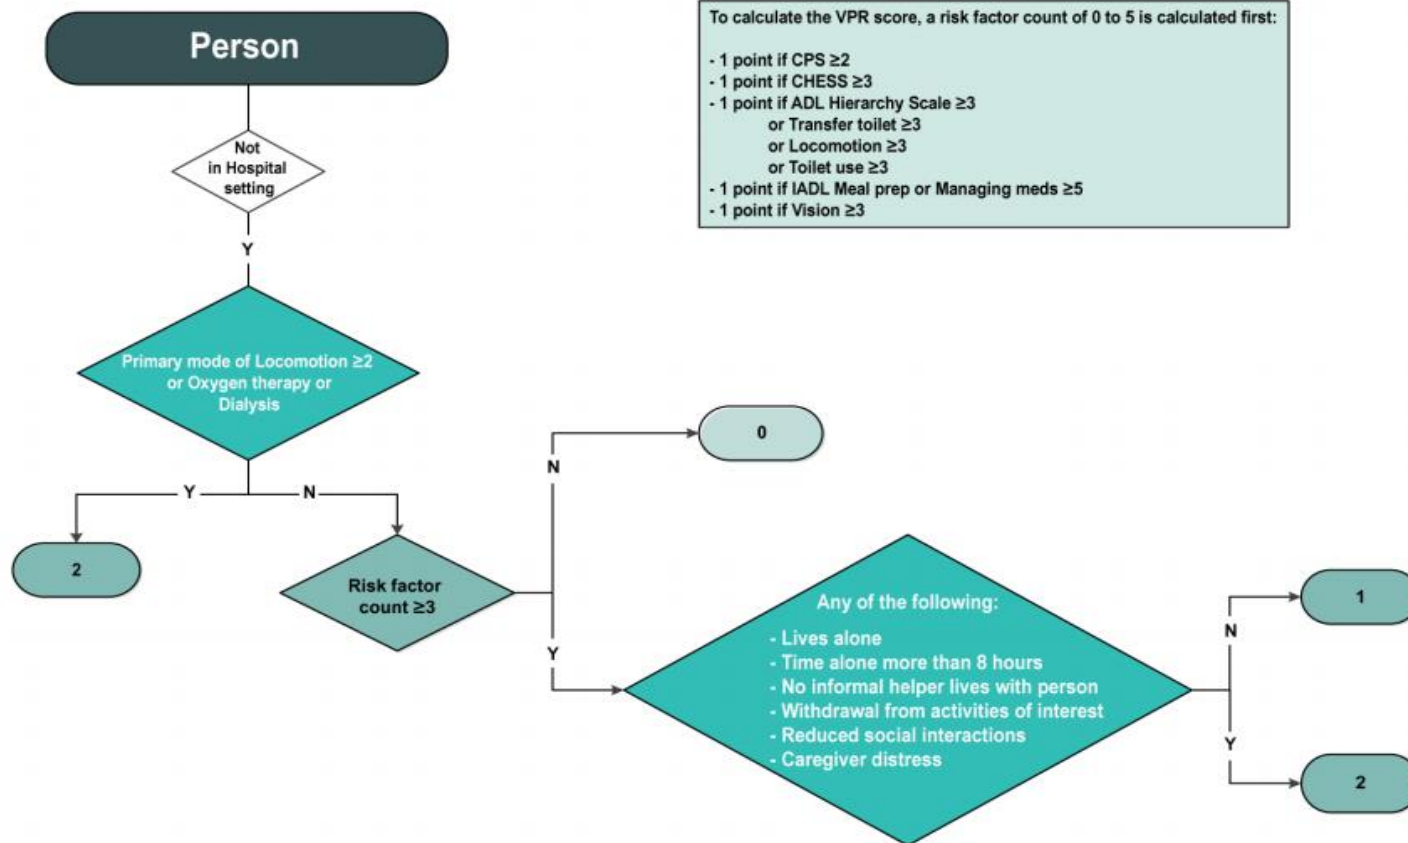 Person
To calculate the VPR score, a risk factor count of 0 to 5 is calculated first:
- 1 point if CPS ≥2
- 1 point if CHESS ≥3
- 1 point if ADL Hierarchy Scale ≥3
or Transfer toilet ≥3
or Locomotion ≥3
or Toilet use ≥3
- 1 point if IADL Meal prep or Managing meds ≥5
- 1 point if Vision ≥3
Not
in Hospital
setting
Y
Primary mode of Locomotion ≥2
or Oxygen therapy or
Dialysis
Y
N
2
Risk factor
count ≥3
N
0
Y
Any of the following:
- Lives alone
- Time alone more than 8 hours
- No informal helper lives with person
- Withdrawal from activities of interest
- Reduced social interactions
- Caregiver distress
N
1
Y
2